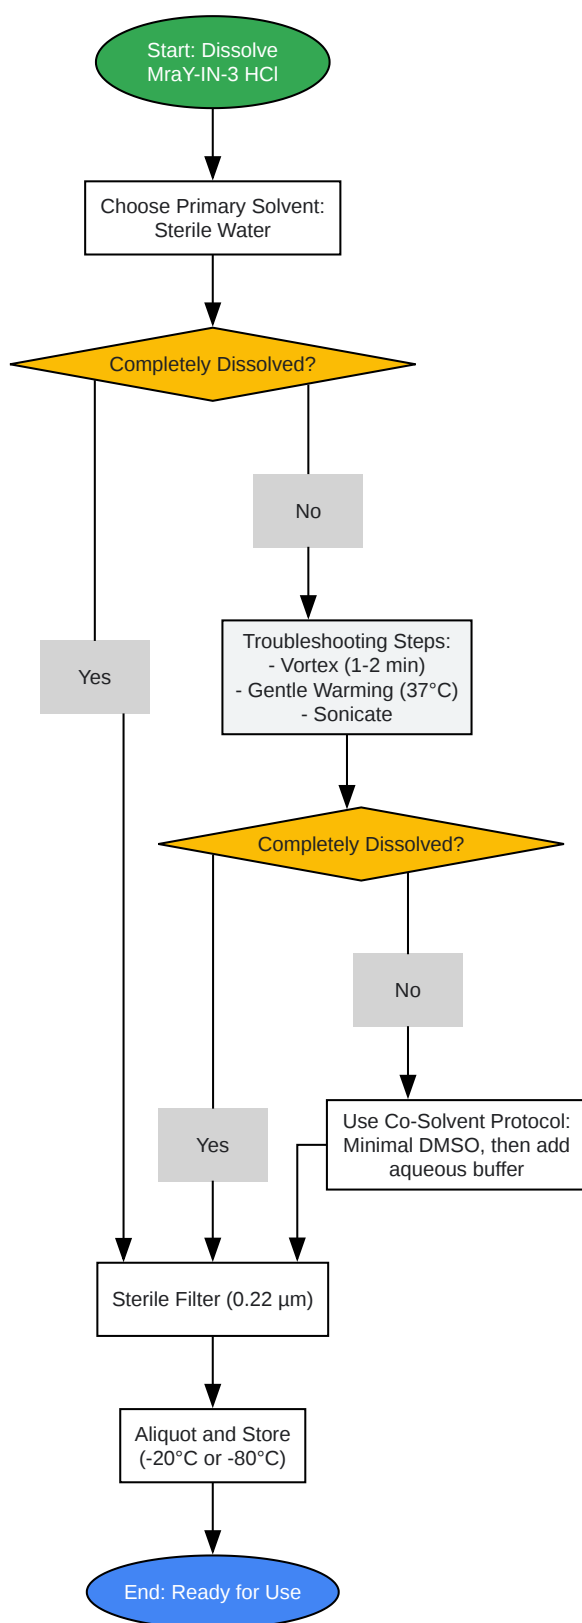 Start: Dissolve
MraY-IN-3 HCl
Choose Primary Solvent:
Sterile Water
Completely Dissolved?
No
Troubleshooting Steps:
- Vortex (1-2 min)
- Gentle Warming (37°C)
- Sonicate
Yes
Completely Dissolved?
No
Use Co-Solvent Protocol:
Minimal DMSO, then add
aqueous buffer
Yes
Sterile Filter (0.22 µm)
Aliquot and Store
(-20°C or -80°C)
End: Ready for Use